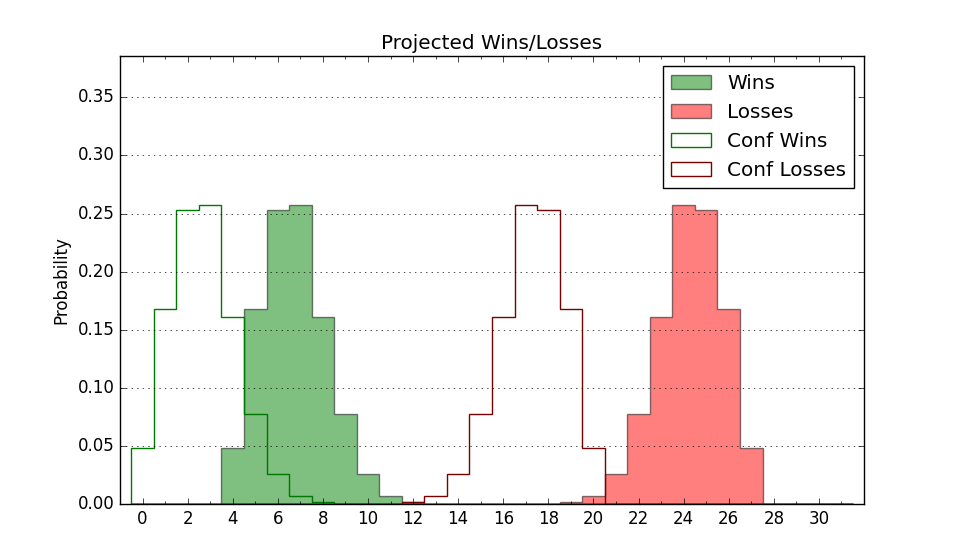 Projected Wins/Losses
Wins
Losses
Conf Wins
Conf Losses
Probability
0.35
0.30
0.25
0.20
0.15
0.10
0.05
0.00
0 2 4 6 8 10 12 14 16 18 20 22 24 26 28 30